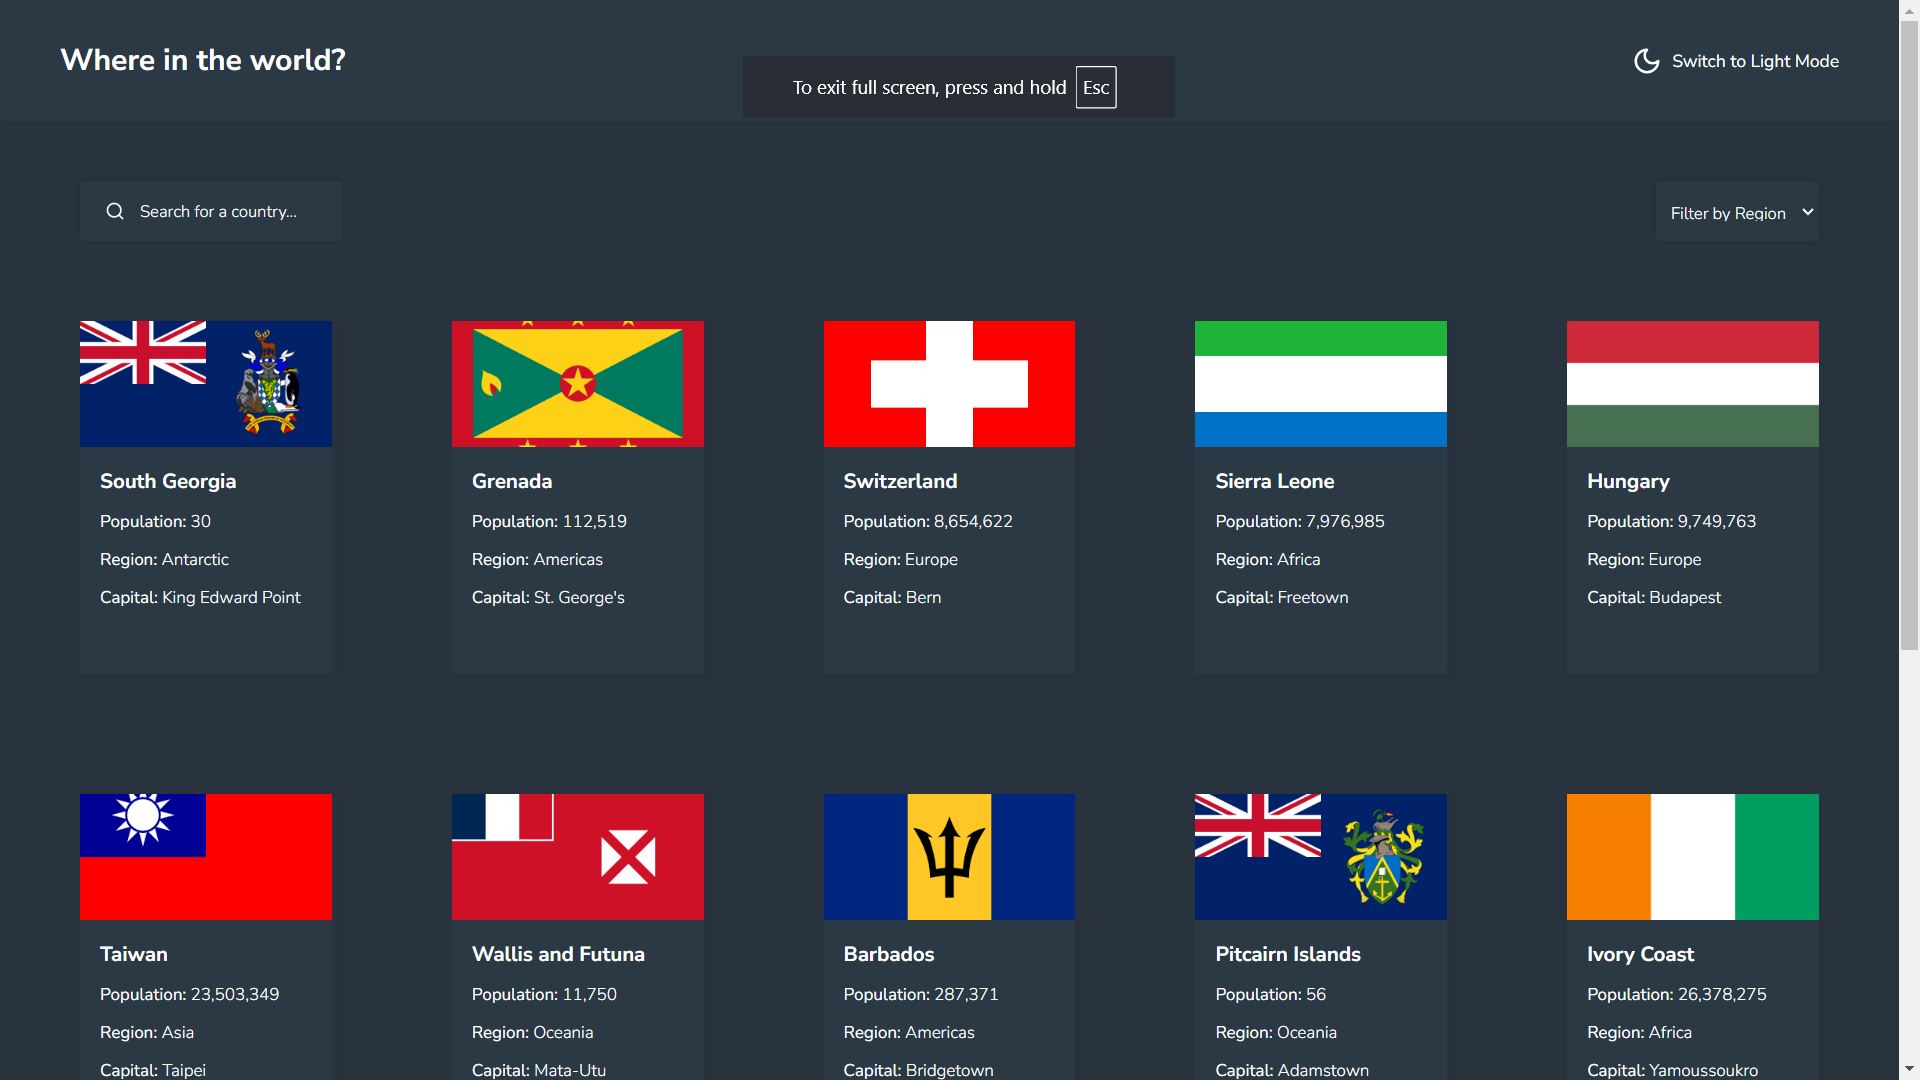 Where in the world?
To exit full screen, press and hold Esc
Switch to Light Mode
Search for a country...
Filter by Region
South Georgia
Population: 30
Region: Antarctic
Capital: King Edward Point
Grenada
Population: 112,519
Region: Americas
Capital: St. George's
Switzerland
Population: 8,654,622
Region: Europe
Capital: Bern
Sierra Leone
Population: 7,976,985
Region: Africa
Capital: Freetown
Hungary
Population: 9,749,763
Region: Europe
Capital: Budapest
Taiwan
Population: 23,503,349
Region: Asia
Capital: Taipei
Wallis and Futuna
Population: 11,750
Region: Oceania
Capital: Mata-Utu
Barbados
Population: 287,371
Region: Americas
Capital: Bridgetown
Pitcairn Islands
Population: 56
Region: Oceania
Capital: Adamstown
Ivory Coast
Population: 26,378,275
Region: Africa
Capital: Yamoussoukro